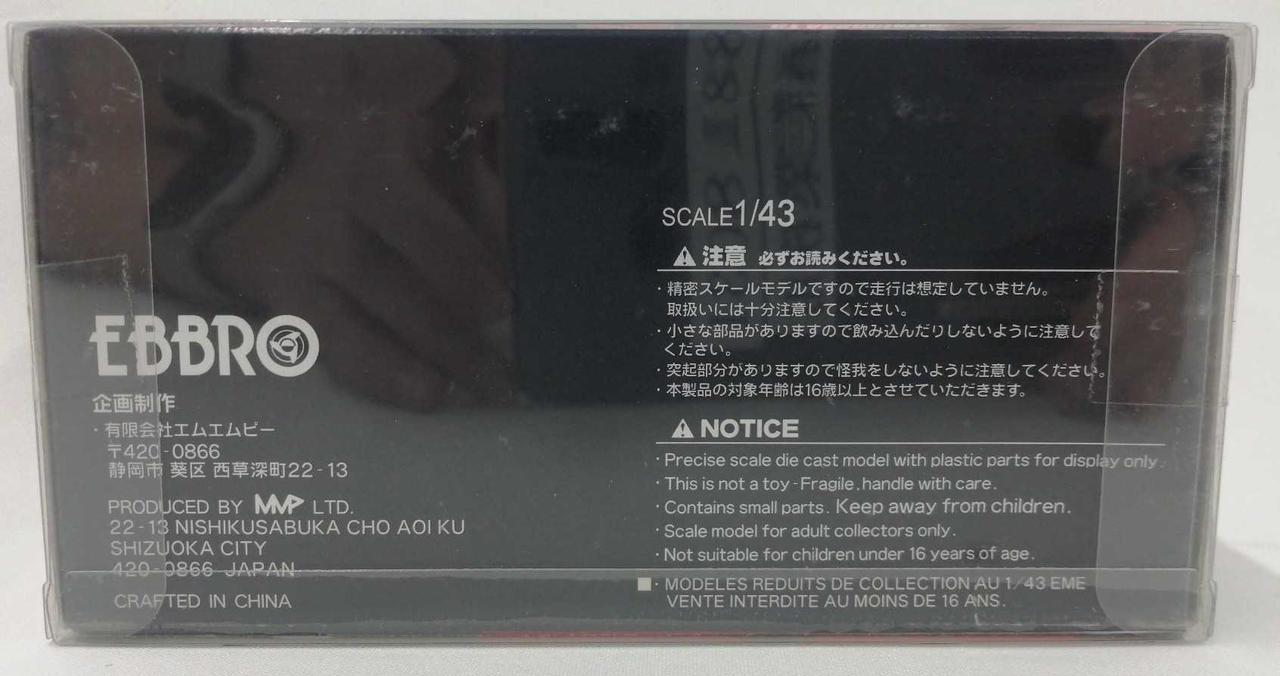 EBBRO
企画制作
・有限会社エムエムビー
〒420-0866
静岡市 葵区 西草深町22-13
PRODUCED BY MMP LTD.
22-13 NISHIKUSABUKA CHO AOI KU
SHIZUOKA CITY
420-0866 JAPAN
CRAFTED IN CHINA
SCALE1/43
⚠注意 必ずお読みください。
・精密スケールモデルですので走行は想定していません。
取扱いには十分注意してください。
・小さな部品がありますので飲み込んだりしないように注意して
ください。
・突起部分がありますので怪我をしないように注意してください。
・本製品の対象年齢は16歳以上とさせていただきます。
⚠NOTICE
・Precise scale die cast model with plastic parts for display only.
・This is not a toy-Fragile,handle with care.
・Contains small parts. Keep away from children.
・Scale model for adult collectors only.
・Not suitable for children under 16 years of age.
■・MODELES REDUITS DE COLLECTION AU 1/43 EME
VENTE INTERDITE AU MOINS DE 16 ANS.